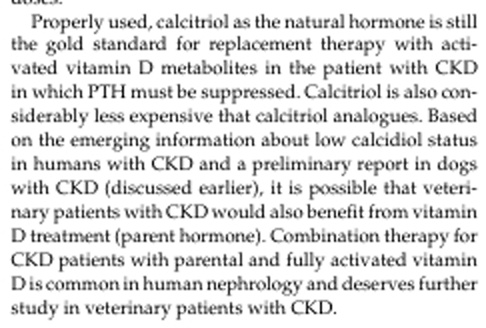 doses.
Properly used, calcitriol as the natural hormone is still
the gold standard for replacement therapy with acti-
vated vitamin D metabolites in the patient with CKD
in which PTH must be suppressed. Calcitriol is also con-
siderably less expensive that calcitriol analogues. Based
on the emerging information about low calcidiol status
in humans with CKD and a preliminary report in dogs
with CKD (discussed earlier), it is possible that veteri-
nary patients with CKD would also benefit from vitamin
D treatment (parent hormone). Combination therapy for
CKD patients with parental and fully activated vitamin
D is common in human nephrology and deserves further
study in veterinary patients with CKD.